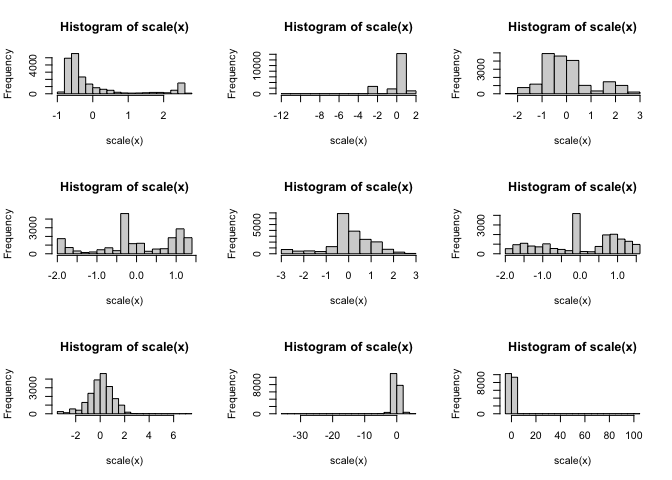 Histogram of scale(x) Histogram of scale(x) Histogram of scale(x)
Frequency Frequency Frequency
0 4000 0 10000 0 3000
-1 0 1 2 -12 -8 -6 -4 -2 0 2 -2 -1 0 1 2 3
scale(x) scale(x) scale(x)
Histogram of scale(x) Histogram of scale(x) Histogram of scale(x)
Frequency Frequency Frequency
0 30000 0 5000 0 3000
-2.0 -1.0 0.0 1.0 -3 -2 -1 0 1 2 3 -2.0 -1.0 0.0 1.0
scale(x) scale(x) scale(x)
Histogram of scale(x) Histogram of scale(x) Histogram of scale(x)
Frequency Frequency Frequency
0 3000 0 8000 0 8000
-2 0 2 4 6 -30 -20 -10 0 0 20 40 60 80 100
scale(x) scale(x) scale(x)